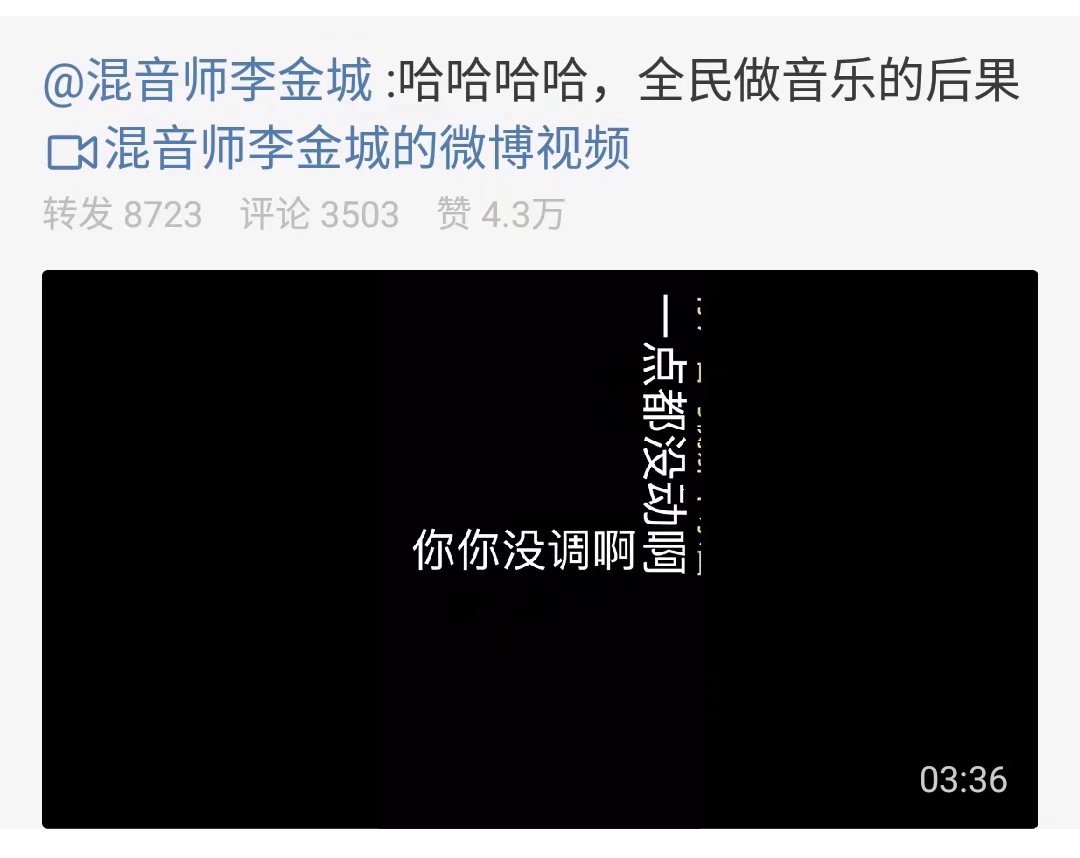 @混音师李金城 :哈哈哈哈，全民做音乐的后果
混音师李金城的微博视频
转发 8723 评论 3503 赞 4.3万
一点都没动啊
你你没调啊
03:36